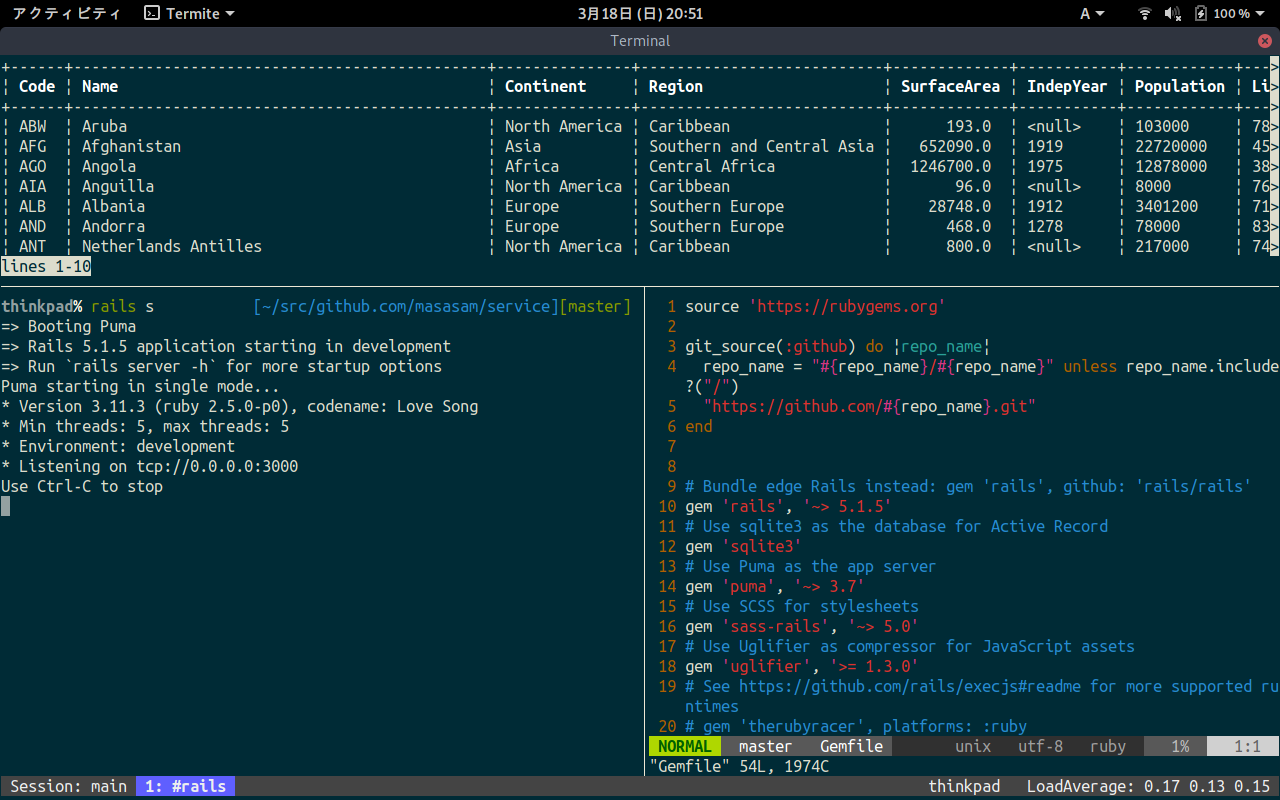 アクティビティ Termite 3月18日 (日) 20:51 A 100 %
Terminal
+------+----------------------------------------------+---------------+---------------------------+-------------+-----------+------------+--->
¦ Code ¦ Name ¦ Continent ¦ Region ¦ SurfaceArea ¦ IndepYear ¦ Population ¦ Li>
+------+----------------------------------------------+---------------+---------------------------+-------------+-----------+------------+--->
¦ ABW ¦ Aruba ¦ North America ¦ Caribbean ¦ 193.0 ¦ <null> ¦ 103000 ¦ 78>
¦ AFG ¦ Afghanistan ¦ Asia ¦ Southern and Central Asia ¦ 652090.0 ¦ 1919 ¦ 22720000 ¦ 45>
¦ AGO ¦ Angola ¦ Africa ¦ Central Africa ¦ 1246700.0 ¦ 1975 ¦ 12878000 ¦ 38>
¦ AIA ¦ Anguilla ¦ North America ¦ Caribbean ¦ 96.0 ¦ <null> ¦ 8000 ¦ 76>
¦ ALB ¦ Albania ¦ Europe ¦ Southern Europe ¦ 28748.0 ¦ 1912 ¦ 3401200 ¦ 71>
¦ AND ¦ Andorra ¦ Europe ¦ Southern Europe ¦ 468.0 ¦ 1278 ¦ 78000 ¦ 83>
¦ ANT ¦ Netherlands Antilles ¦ North America ¦ Caribbean ¦ 800.0 ¦ <null> ¦ 217000 ¦ 74>
lines 1-10
thinkpad% rails s [~/src/github.com/masasam/service][master]
=> Booting Puma
=> Rails 5.1.5 application starting in development
=> Run `rails server -h` for more startup options
Puma starting in single mode...
* Version 3.11.3 (ruby 2.5.0-p0), codename: Love Song
* Min threads: 5, max threads: 5
* Environment: development
* Listening on tcp://0.0.0.0:3000
Use Ctrl-C to stop
1 source 'https://rubygems.org'
2
3 git_source(:github) do ¦repo_name¦
4 repo_name = "#{repo_name}/#{repo_name}" unless repo_name.include
?("/")
5 "https://github.com/#{repo_name}.git"
6 end
7
8
9 # Bundle edge Rails instead: gem 'rails', github: 'rails/rails'
10 gem 'rails', '~> 5.1.5'
11 # Use sqlite3 as the database for Active Record
12 gem 'sqlite3'
13 # Use Puma as the app server
14 gem 'puma', '~> 3.7'
15 # Use SCSS for stylesheets
16 gem 'sass-rails', '~> 5.0'
17 # Use Uglifier as compressor for JavaScript assets
18 gem 'uglifier', '>= 1.3.0'
19 # See https://github.com/rails/execjs#readme for more supported ru
ntimes
20 # gem 'therubyracer', platforms: :ruby
NORMAL master Gemfile unix utf-8 ruby 1% 1:1
"Gemfile" 54L, 1974C
Session: main 1: #rails thinkpad LoadAverage: 0.17 0.13 0.15